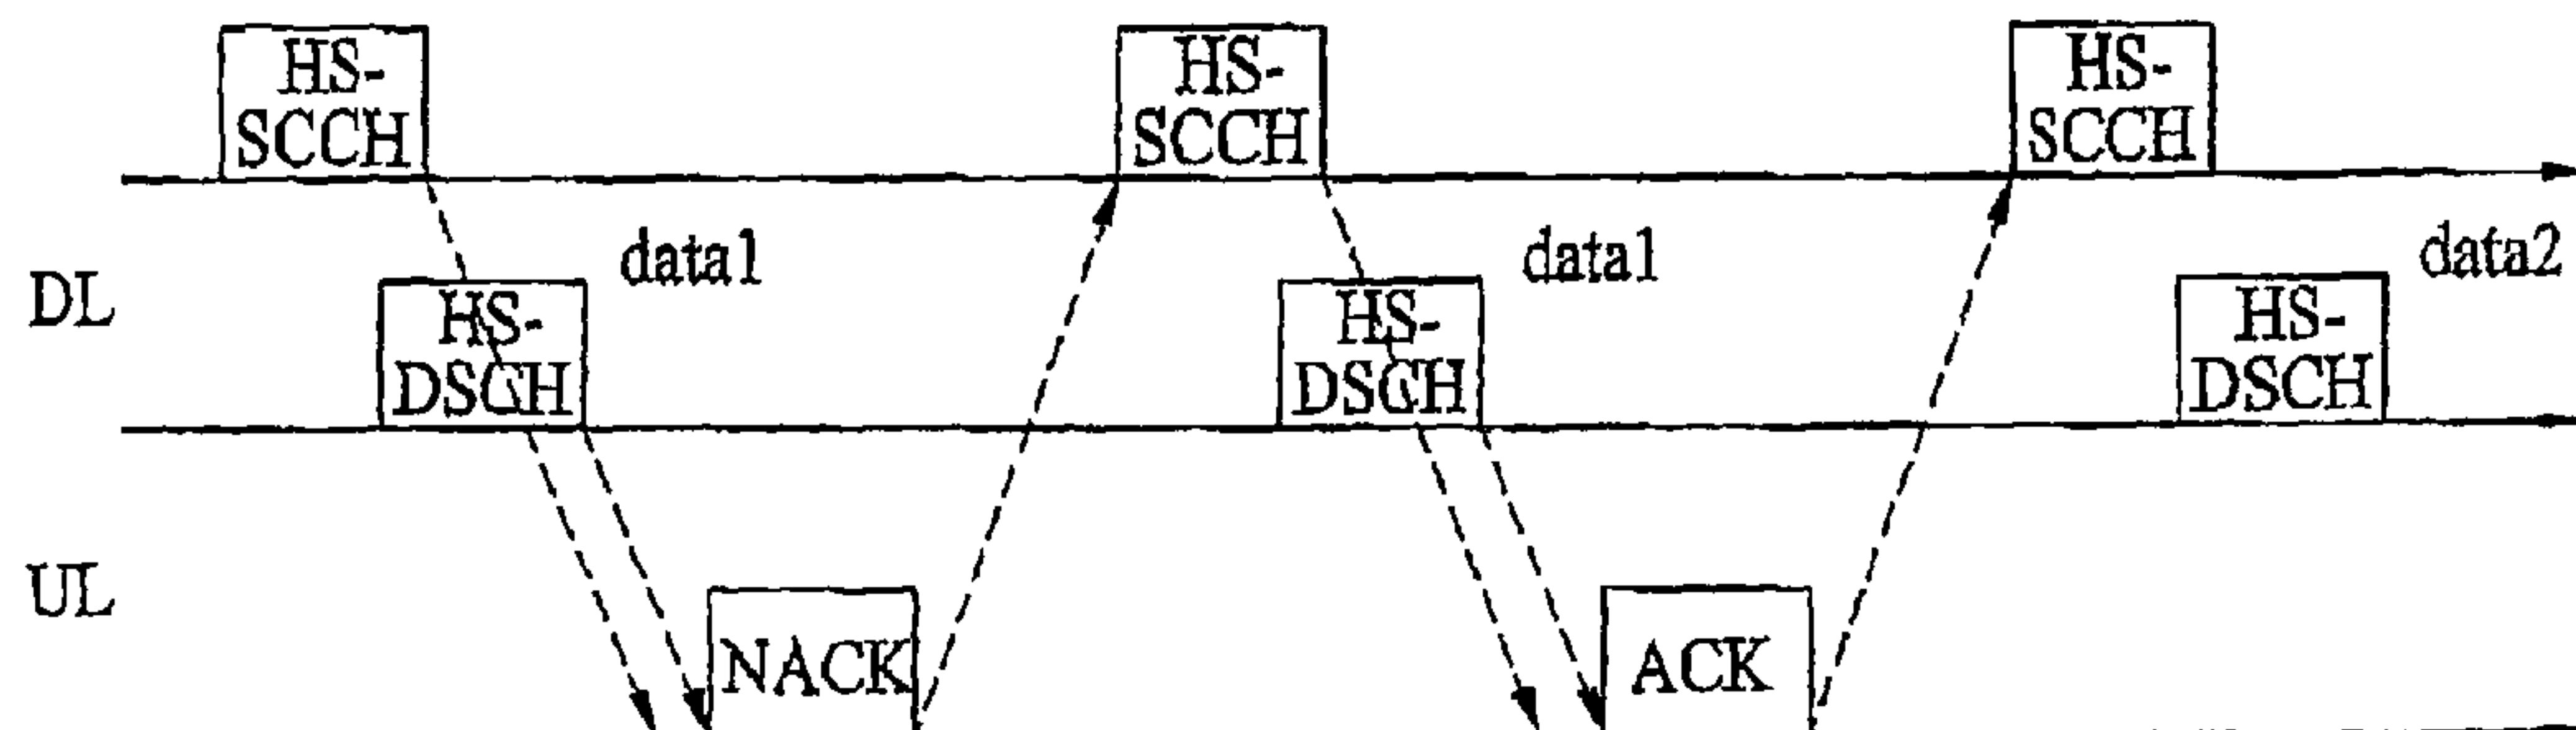 HS-
SCCH
HS-
SCCH
HS-
SCCH
DL
data1
data1
data2
HS-
DSCH
HS-
DSCH
HS-
DSCH
UL
NACK
ACK